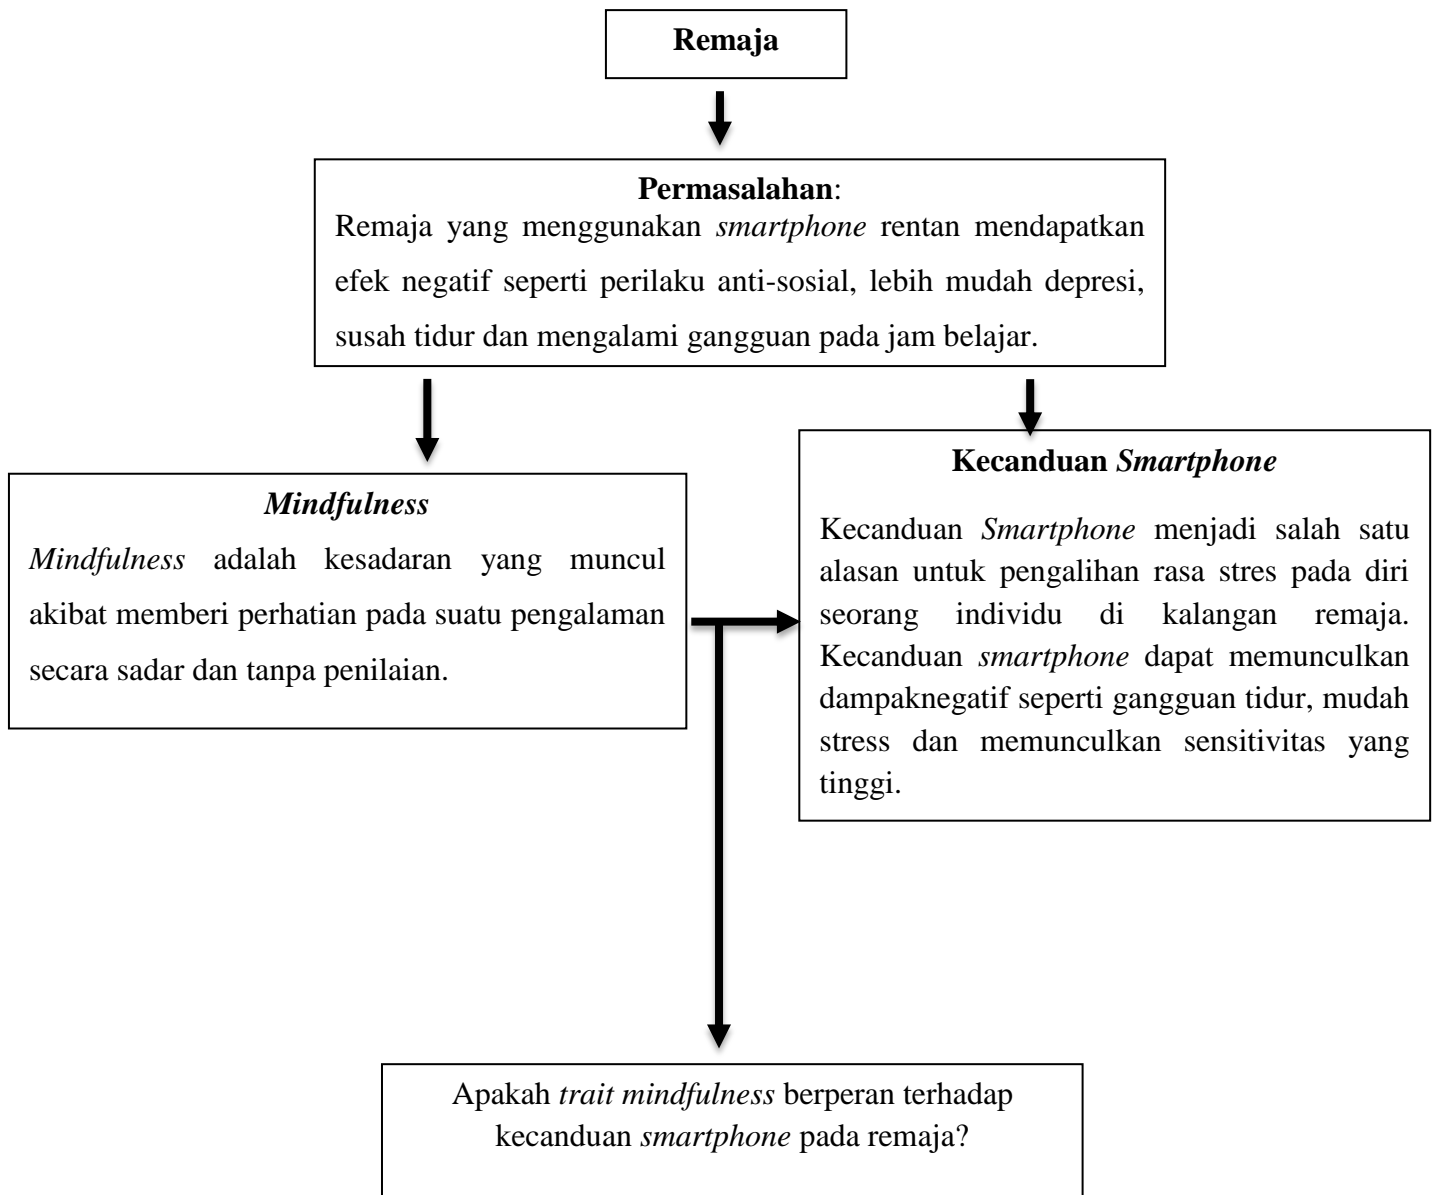 Remaja
Permasalahan:
Remaja yang menggunakan smartphone rentan mendapatkan
efek negatif seperti perilaku anti-sosial, lebih mudah depresi,
susah tidur dan mengalami gangguan pada jam belajar.
Mindfulness
Mindfulness adalah kesadaran yang muncul
akibat memberi perhatian pada suatu pengalaman
secara sadar dan tanpa penilaian.
Kecanduan Smartphone
Kecanduan Smartphone menjadi salah satu
alasan untuk pengalihan rasa stres pada diri
seorang individu di kalangan remaja.
Kecanduan smartphone dapat memunculkan
dampaknegatif seperti gangguan tidur, mudah
stress dan memunculkan sensitivitas yang
tinggi.
Apakah trait mindfulness berperan terhadap
kecanduan smartphone pada remaja?